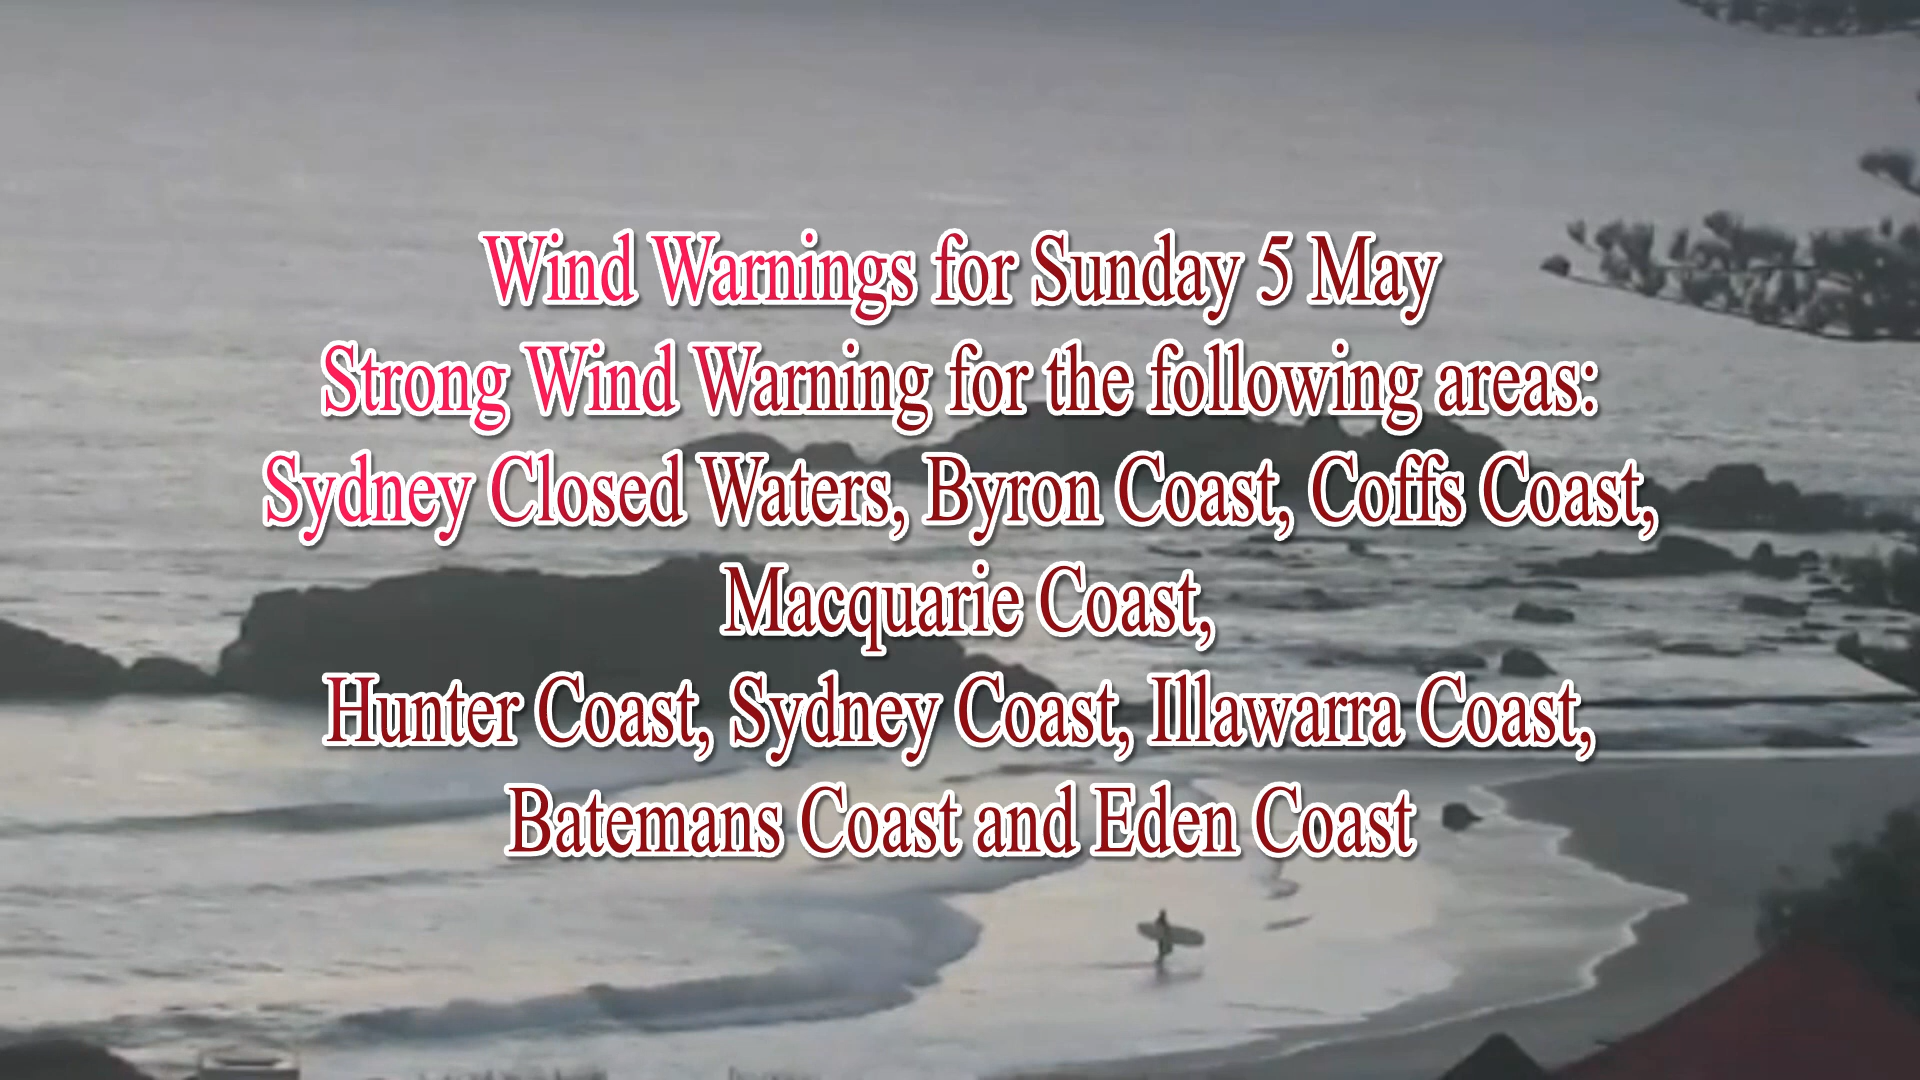 Wind Warnings for Sunday 5 May
Strong Wind Warning for the following areas:
Sydney Closed Waters, Byron Coast, Coffs Coast,
Macquarie Coast,
Hunter Coast, Sydney Coast, Illawarra Coast,
Batemans Coast and Eden Coast